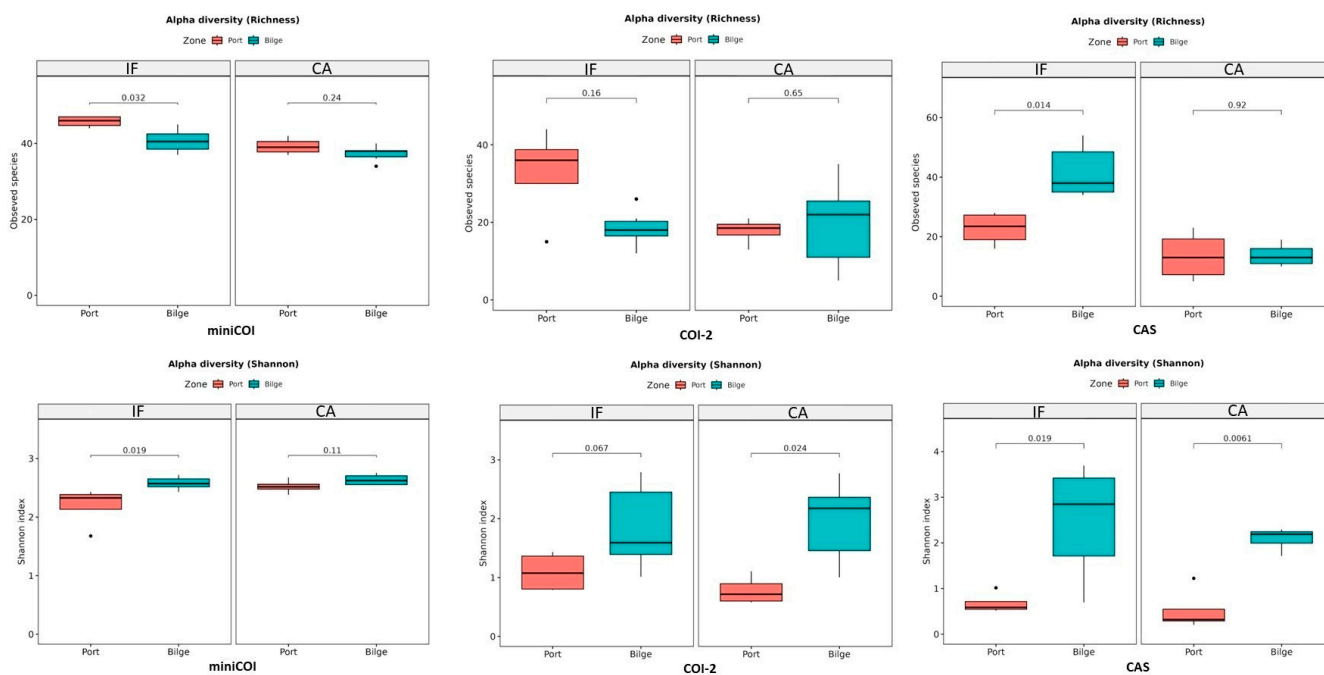 Alpha diversity (Richness)
Zone Port Bilge
IF CA
0.032 0.24
Obseved species
40
20
0
Port Bilge Port Bilge
miniCOI
Alpha diversity (Richness)
Zone Port Bilge
IF CA
0.16 0.65
Obseved species
40
20
0
Port Bilge Port Bilge
COI-2
Alpha diversity (Richness)
Zone Port Bilge
IF CA
0.014 0.92
Obseved species
60
40
20
0
Port Bilge Port Bilge
CAS
Alpha diversity (Shannon)
Zone Port Bilge
IF CA
0.019 0.11
Shannon index
3
2
1
0
Port Bilge Port Bilge
miniCOI
Alpha diversity (Shannon)
Zone Port Bilge
IF CA
0.067 0.024
Shannon index
3
2
1
0
Port Bilge Port Bilge
COI-2
Alpha diversity (Shannon)
Zone Port Bilge
IF CA
0.019 0.0061
Shannon index
4
3
2
1
0
Port Bilge Port Bilge
CAS